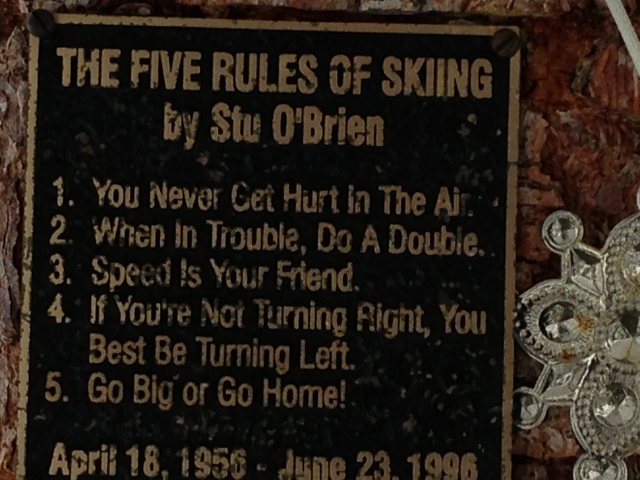 THE FIVE RULES OF SKIING
by Stu O'Brien
1. You Never Get Hurt In The Air.
2. When In Trouble, Do A Double.
3. Speed Is Your Friend.
4. If You're Not Turning Right, You
Best Be Turning Left.
5. Go Big or Go Home!
April 18, 1956 - June 23, 1996